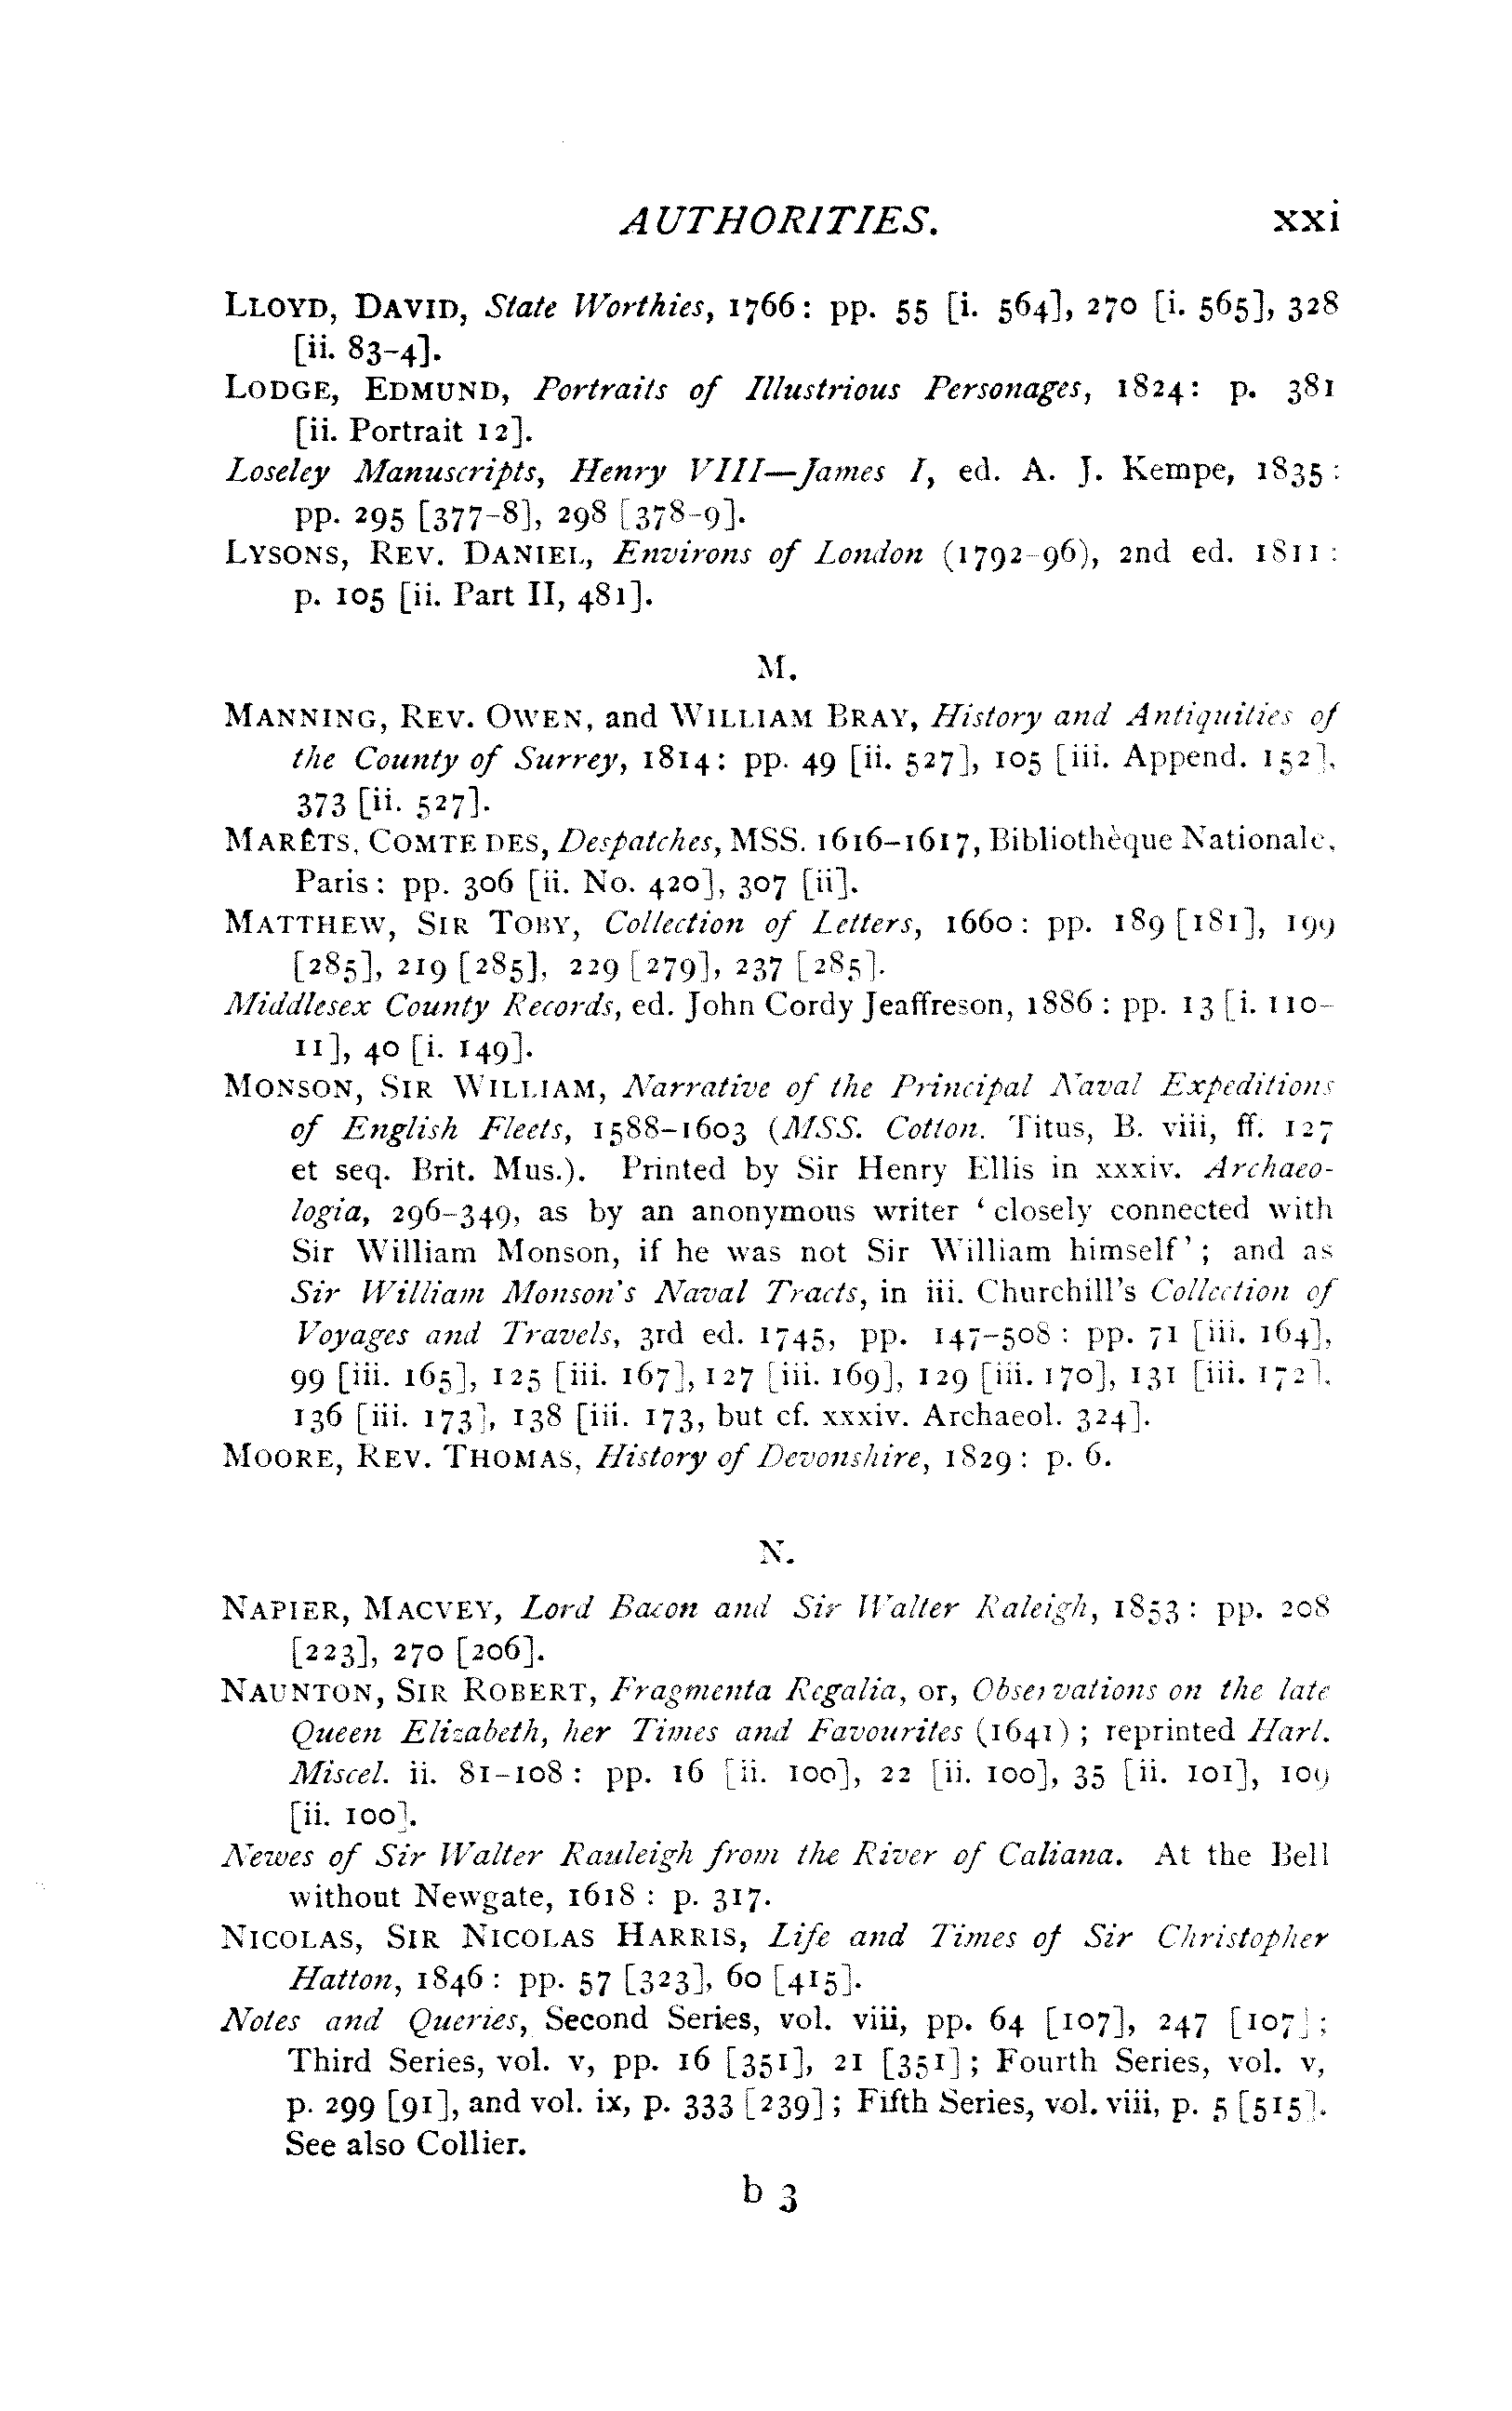 AUTHORITIES. xxi
LLOYD, DAVID, State Worthies, 1766: pp. 55 [i. 564], 270 [i. 565], 328
[ii. 83-4].
LODGE, EDMUND, Portraits of Illustrious Personages, 1824: p. 381
[ii. Portrait 12].
Loseley Manuscripts, Henry VIII—James I, ed. A. J. Kempe, 1835:
pp. 295 [377-8], 298 [378-9].
LYSONS, REV. DANIEL, Environs of London (1792-96), 2nd ed. 1811:
p. 105 [ii. Part II, 481].
M.
MANNING, REV. OWEN, and WILLIAM BRAY, History and Antiquities of
the County of Surrey, 1814: pp. 49 [ii. 527], 105 [iii. Append. 152],
373 [ii. 527].
MARÊTS, COMTE DES, Despatches, MSS. 1616–1617, Bibliothèque Nationale,
Paris: pp. 306 [ii. No. 420], 307 [ii].
MATTHEW, SIR TOBY, Collection of Letters, 1660: pp. 189 [181], 199
[285], 219 [285], 229 [279], 237 [285].
Middlesex County Records, ed. John Cordy Jeaffreson, 1886: pp. 13 [i. 110-
11], 40 [i. 149].
MONSON, SIR WILLIAM, Narrative of the Principal Naval Expeditions
of English Fleets, 1588–1603 (MSS. Cotton. Titus, B. viii, ff. 127
et seq. Brit. Mus.). Printed by Sir Henry Ellis in xxxiv. Archaeo-
logia, 296-349, as by an anonymous writer ‘closely connected with
Sir William Monson, if he was not Sir William himself’; and as
Sir William Monson's Naval Tracts, in iii. Churchill's Collection of
Voyages and Travels, 3rd ed. 1745, pp. 147-508: pp. 71 [iii. 164],
99 [iii. 165], 125 [iii. 167], 127 [iii. 169], 129 [iii. 170], 131 [iii. 172],
136 [iii. 173], 138 [iii. 173, but cf. xxxiv. Archaeol. 324].
MOORE, REV. THOMAS, History of Devonshire, 1829: p. 6.
N.
NAPIER, MACVEY, Lord Bacon and Sir Walter Raleigh, 1853: pp. 208
[223], 270 [206].
NAUNTON, SIR ROBERT, Fragmenta Regalia, or, Observations on the late
Queen Elizabeth, her Times and Favourites (1641); reprinted Harl.
Miscel. ii. 81-108: pp. 16 [ii. 100], 22 [ii. 100], 35 [ii. 101], 109
[ii. 100].
Newes of Sir Walter Rauleigh from the River of Caliana. At the Bell
without Newgate, 1618: p. 317.
NICOLAS, SIR NICOLAS HARRIS, Life and Times of Sir Christopher
Hatton, 1846: pp. 57 [323], 60 [415].
Notes and Queries, Second Series, vol. viii, pp. 64 [107], 247 [107];
Third Series, vol. v, pp. 16 [351], 21 [351]; Fourth Series, vol. v,
p. 299 [91], and vol. ix, p. 333 [239]; Fifth Series, vol. viii, p. 5 [515].
See also Collier.
b 3